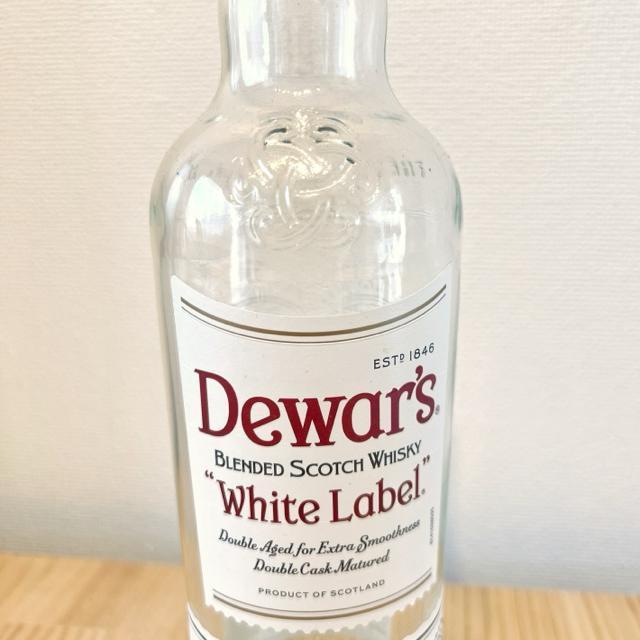 ESTD 1846
Dewar's®
BLENDED SCOTCH WHISKY
"White Label."
Double Aged for Extra Smoothness
Double Cask Matured
PRODUCT OF SCOTLAND